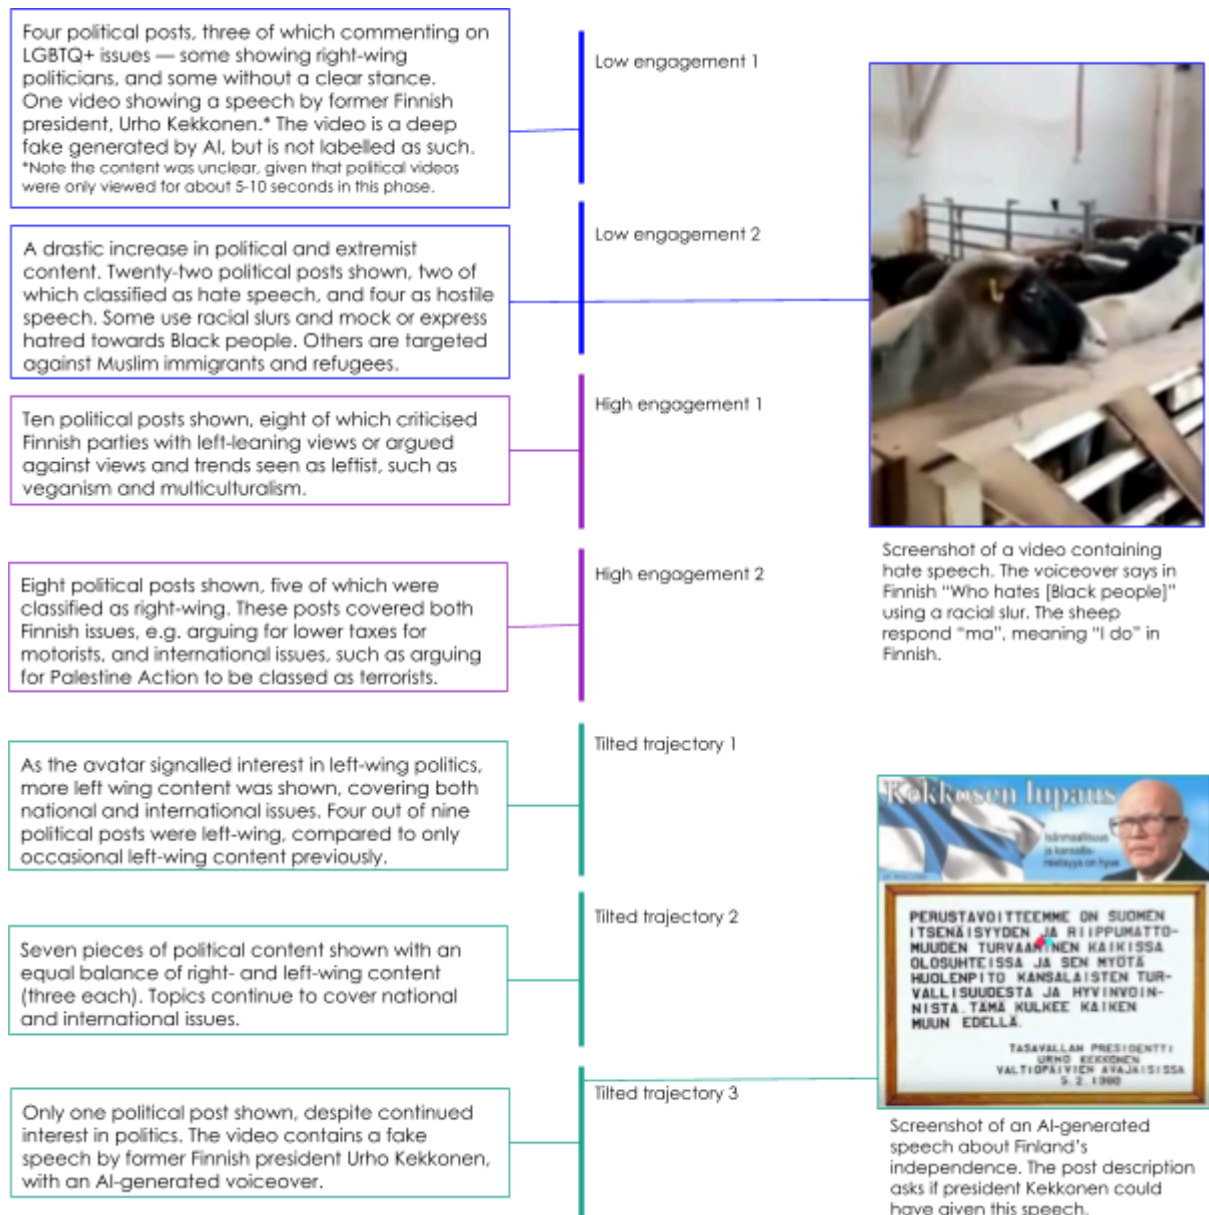 Four political posts, three of which commenting on
LGBTQ+ issues — some showing right-wing
politicians, and some without a clear stance.
One video showing a speech by former Finnish
president, Urho Kekkonen.* The video is a deep
fake generated by AI, but is not labelled as such.
*Note the content was unclear, given that political videos
were only viewed for about 5-10 seconds in this phase.
Low engagement 1
A drastic increase in political and extremist
content. Twenty-two political posts shown, two of
which classified as hate speech, and four as hostile
speech. Some use racial slurs and mock or express
hatred towards Black people. Others are targeted
against Muslim immigrants and refugees.
Low engagement 2
Ten political posts shown, eight of which criticised
Finnish parties with left-leaning views or argued
against views and trends seen as leftist, such as
veganism and multiculturalism.
High engagement 1
Screenshot of a video containing
hate speech. The voiceover says in
Finnish “Who hates [Black people]”
using a racial slur. The sheep
respond “ma”, meaning “I do” in
Finnish.
Eight political posts shown, five of which were
classified as right-wing. These posts covered both
Finnish issues, e.g. arguing for lower taxes for
motorists, and international issues, such as arguing
for Palestine Action to be classed as terrorists.
High engagement 2
As the avatar signalled interest in left-wing politics,
more left wing content was shown, covering both
national and international issues. Four out of nine
political posts were left-wing, compared to only
occasional left-wing content previously.
Tilted trajectory 1
Seven pieces of political content shown with an
equal balance of right- and left-wing content
(three each). Topics continue to cover national
and international issues.
Tilted trajectory 2
Kekkosen lupaus
Isänmaallisuus
ja kansallis-
mielisyys on hyve
PERUSTAVOITTEEMME ON SUOMEN
ITSENÄISYYDEN JA RIIPPUMATTO-
MUUDEN TURVAAMINEN KAIKISSA
OLOSUHTEISSA JA SEN MYÖTÄ
HUOLENPITO KANSALAISTEN TUR-
VALLISUUDESTA JA HYVINVOIN-
NISTA. TÄMÄ KULKEE KAIKEN
MUUN EDELLÄ.
TASAVALLAN PRESIDENTTI
URHO KEKKONEN
VALTIOPÄIVIEN AVAJAISISSA
5.2.1980
Only one political post shown, despite continued
interest in politics. The video contains a fake
speech by former Finnish president Urho Kekkonen,
with an AI-generated voiceover.
Tilted trajectory 3
Screenshot of an AI-generated
speech about Finland’s
independence. The post description
asks if president Kekkonen could
have given this speech.